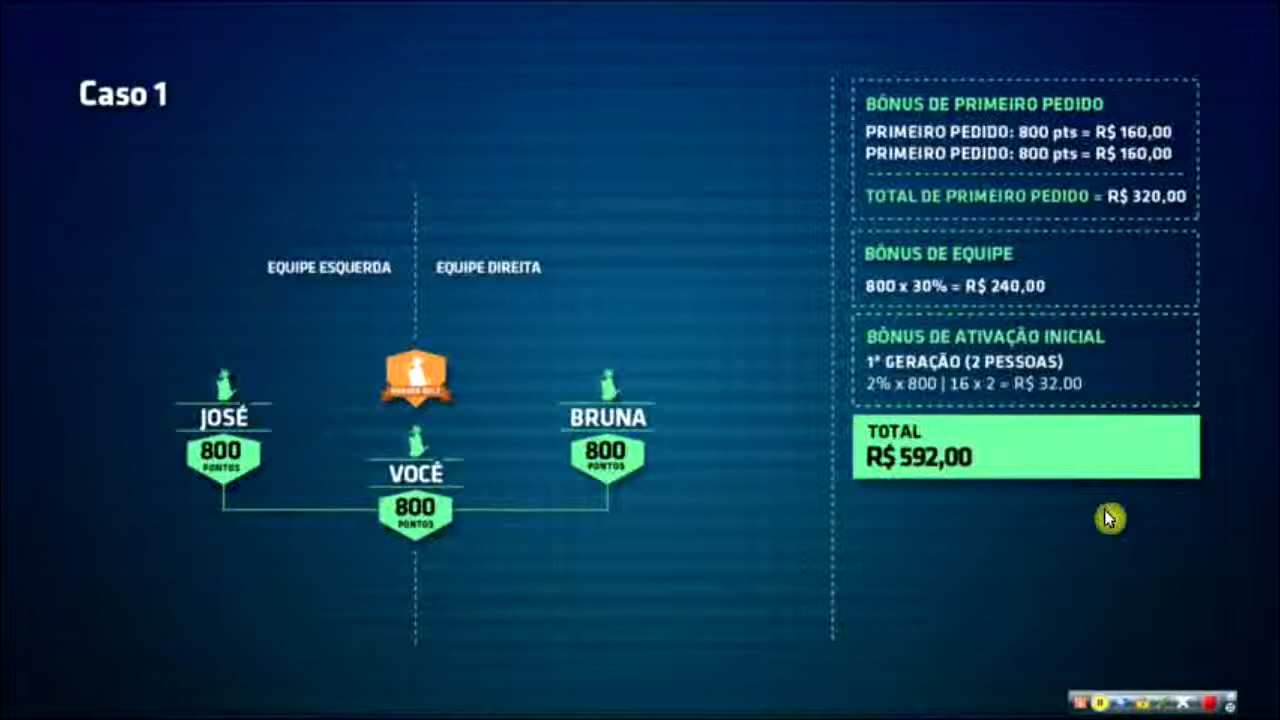 Caso 1
EQUIPE ESQUERDA
EQUIPE DIREITA
JOSÉ
800
PONTOS
VOCÊ
800
PONTOS
BRUNA
800
PONTOS
BÔNUS DE PRIMEIRO PEDIDO
PRIMEIRO PEDIDO: 800 pts = R$ 160,00
PRIMEIRO PEDIDO: 800 pts = R$ 160,00
TOTAL DE PRIMEIRO PEDIDO = R$ 320,00
BÔNUS DE EQUIPE
800 x 30% = R$ 240,00
BÔNUS DE ATIVAÇÃO INICIAL
1ª GERAÇÃO (2 PESSOAS)
2% x 800 | 16 x 2 = R$ 32,00
TOTAL
R$ 592,00